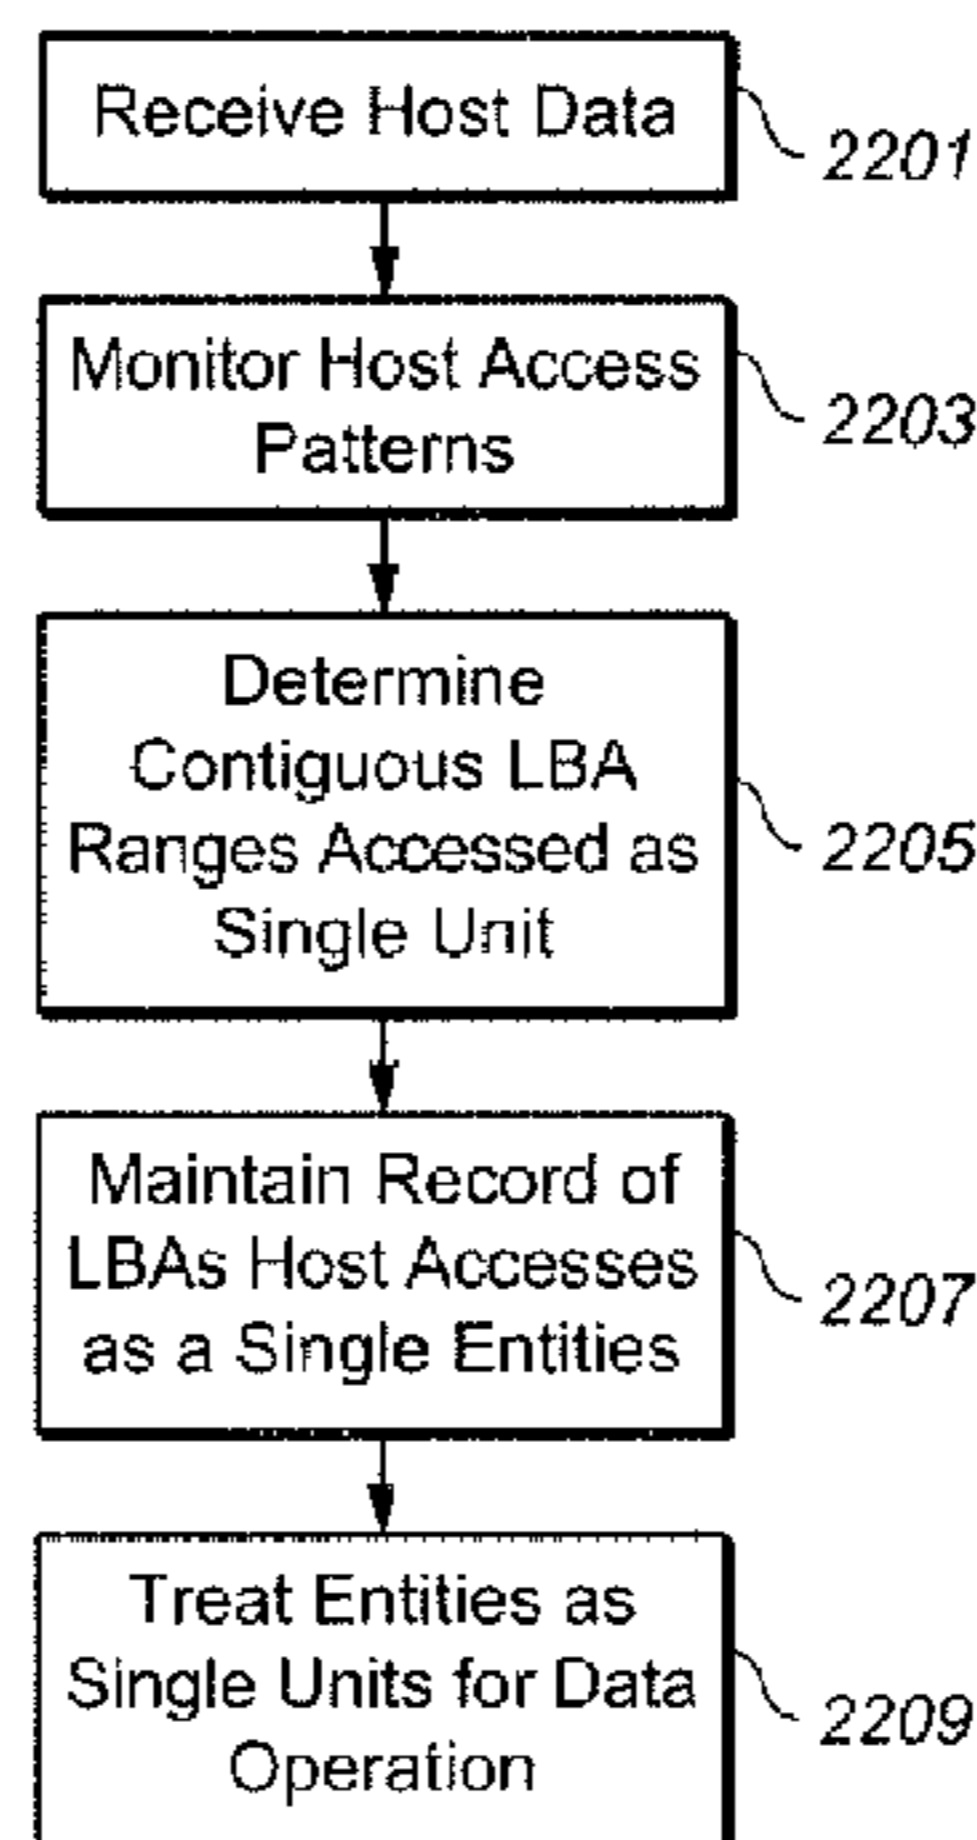 Receive Host Data
2201
Monitor Host Access
Patterns
2203
Determine
Contiguous LBA
Ranges Accessed as
Single Unit
2205
Maintain Record of
LBAs Host Accesses
as a Single Entities
2207
Treat Entities as
Single Units for Data
Operation
2209